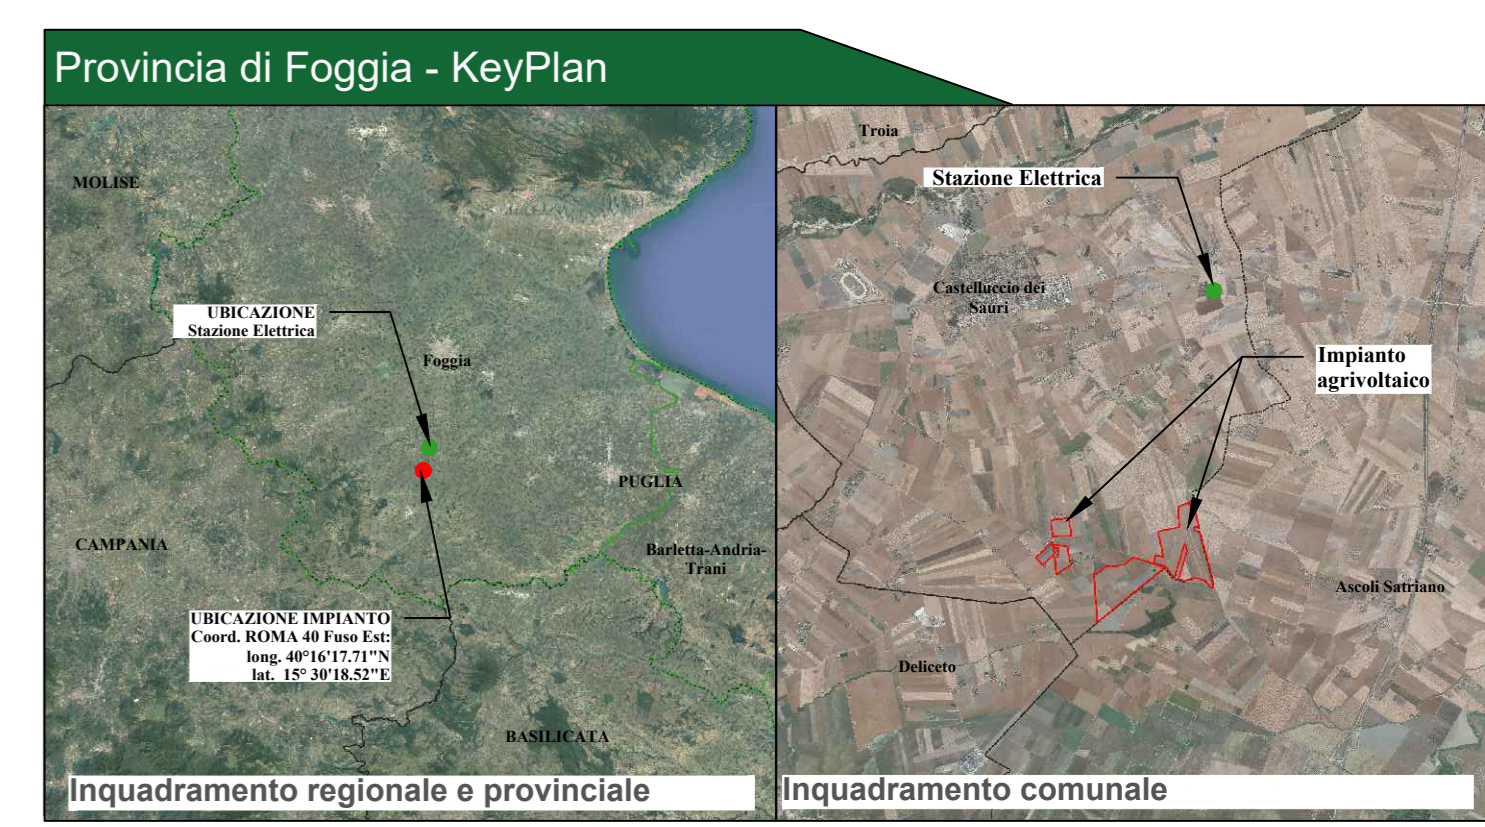 Provincia di Foggia - KeyPlan
MOLISE
UBICAZIONE
Stazione Elettrica
Foggia
PUGLIA
CAMPANIA
Barletta-Andria-
Trani
UBICAZIONE IMPIANTO
Coord. ROMA 40 Fuso Est:
long. 40°16'17.71"N
lat. 15° 30'18.52"E
BASILICATA
Inquadramento regionale e provinciale
Troia
Stazione Elettrica
Castelluccio dei
Sauri
Impianto
agrivoltaico
Ascoli Satriano
Deliceto
Inquadramento comunale